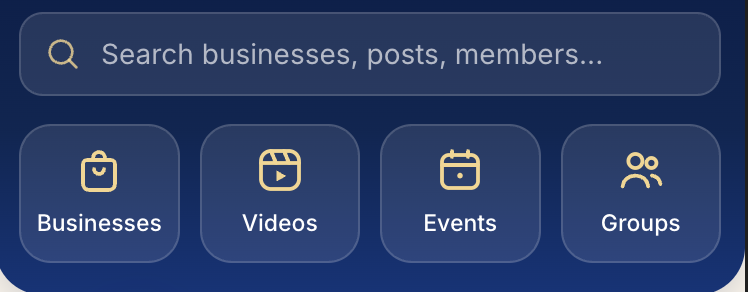 Search businesses, posts, members...
Businesses
Videos
Events
Groups